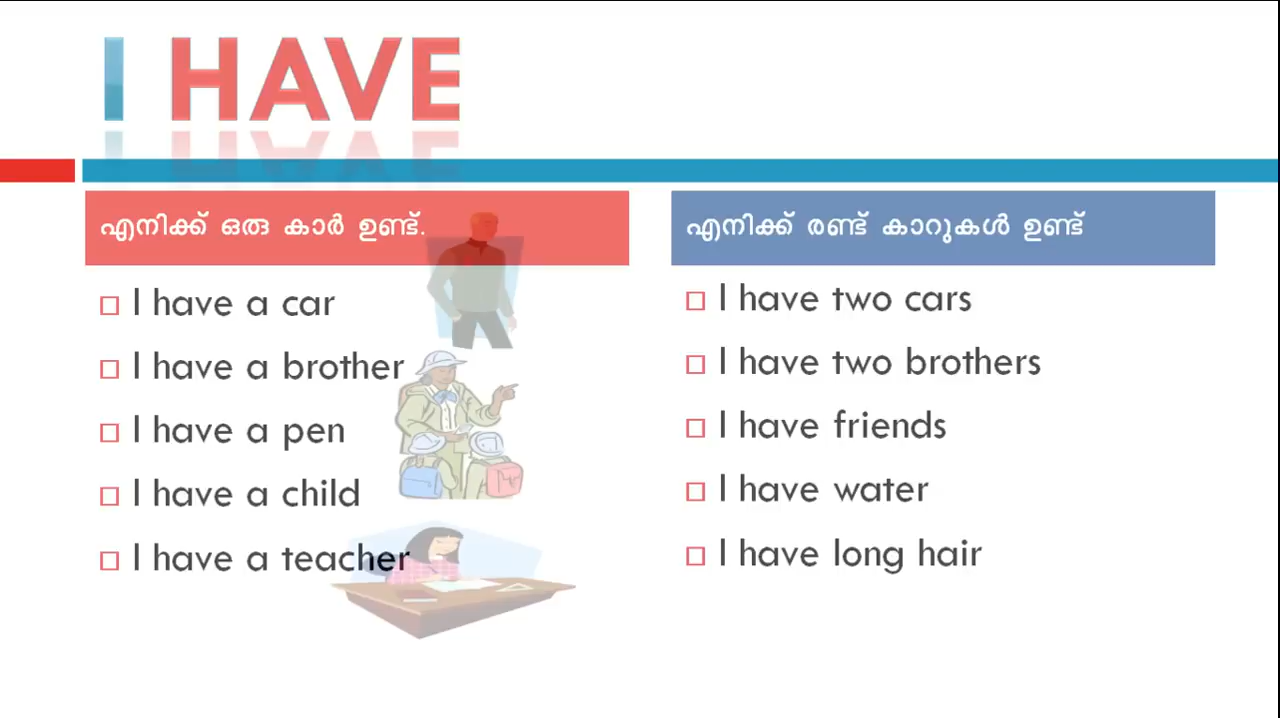 I HAVE
എനിക്ക് ഒരു കാർ ഉണ്ട്.
I have a car
I have a brother
I have a pen
I have a child
I have a teacher
എനിക്ക് രണ്ട് കാറുകൾ ഉണ്ട്
I have two cars
I have two brothers
I have friends
I have water
I have long hair